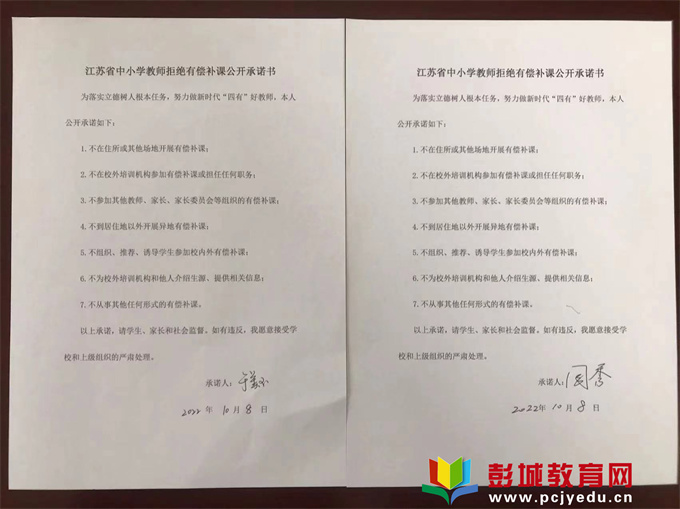 江苏省中小学教师拒绝有偿补课公开承诺书
为落实立德树人根本任务，努力做新时代“四有”好教师，本人
公开承诺如下：
1.不在住所或其他场地开展有偿补课；
2.不在校外培训机构参加有偿补课或担任任何职务；
3.不参加其他教师、家长、家长委员会等组织的有偿补课；
4.不到居住地以外开展异地有偿补课；
5.不组织、推荐、诱导学生参加校内外有偿补课；
6.不为校外培训机构和他人介绍生源、提供相关信息；
7.不从事其他任何形式的有偿补课。
以上承诺，请学生、家长和社会监督。如有违反，我愿意接受学
校和上级组织的严肃处理。
承诺人：
2022 年 10 月 8 日
江苏省中小学教师拒绝有偿补课公开承诺书
为落实立德树人根本任务，努力做新时代“四有”好教师，本人
公开承诺如下：
1.不在住所或其他场地开展有偿补课；
2.不在校外培训机构参加有偿补课或担任任何职务；
3.不参加其他教师、家长、家长委员会等组织的有偿补课；
4.不到居住地以外开展异地有偿补课；
5.不组织、推荐、诱导学生参加校内外有偿补课；
6.不为校外培训机构和他人介绍生源、提供相关信息；
7.不从事其他任何形式的有偿补课。
以上承诺，请学生、家长和社会监督。如有违反，我愿意接受学
校和上级组织的严肃处理。
承诺人：
2022年 10 月 8 日
彭城教育网
www.pcjyedu.cn